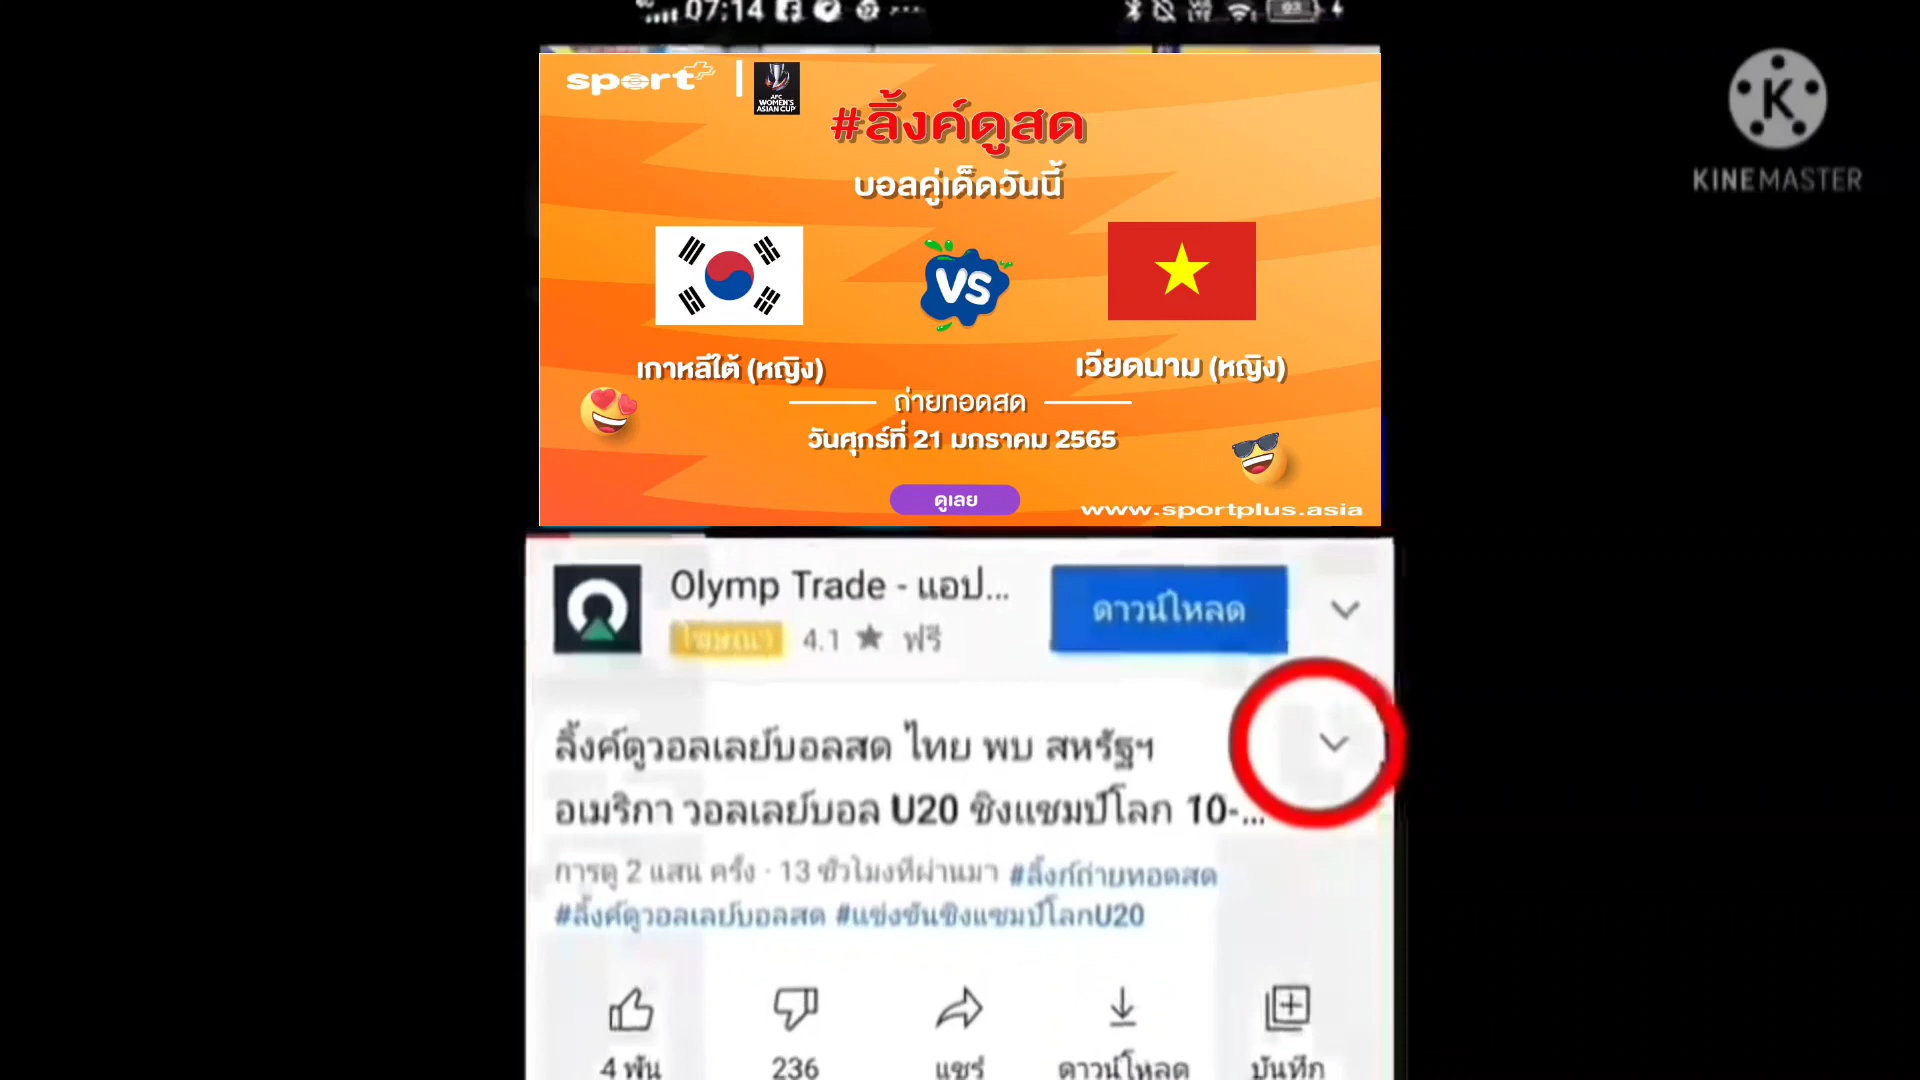 07:14
sport
AFC
WOMEN'S
ASIAN CUP
K
KINEMASTER
#ลิ้งค์ดูสด
บอลคู่เด็ดวันนี้
VS
เกาหลีใต้ (หญิง)
เวียดนาม (หญิง)
ถ่ายทอดสด
วันศุกร์ที่ 21 มกราคม 2565
ดูเลย
www.sportplus.asia
Olymp Trade - แอป...
ดาวน์โหลด
โฆษณา 4.1 ★ ฟรี
ลิ้งค์ดูวอลเลย์บอลสด ไทย พบ สหรัฐฯ
อเมริกา วอลเลย์บอล U20 ชิงแชมป์โลก 10-...
การดู 2 แสน ครั้ง · 13 ชั่วโมงที่ผ่านมา #ลิ้งก์ถ่ายทอดสด
#ลิ้งค์ดูวอลเลย์บอลสด #แข่งขันชิงแชมป์โลกU20
4 พัน
236
แชร์
ดาวน์โหลด
บันทึก